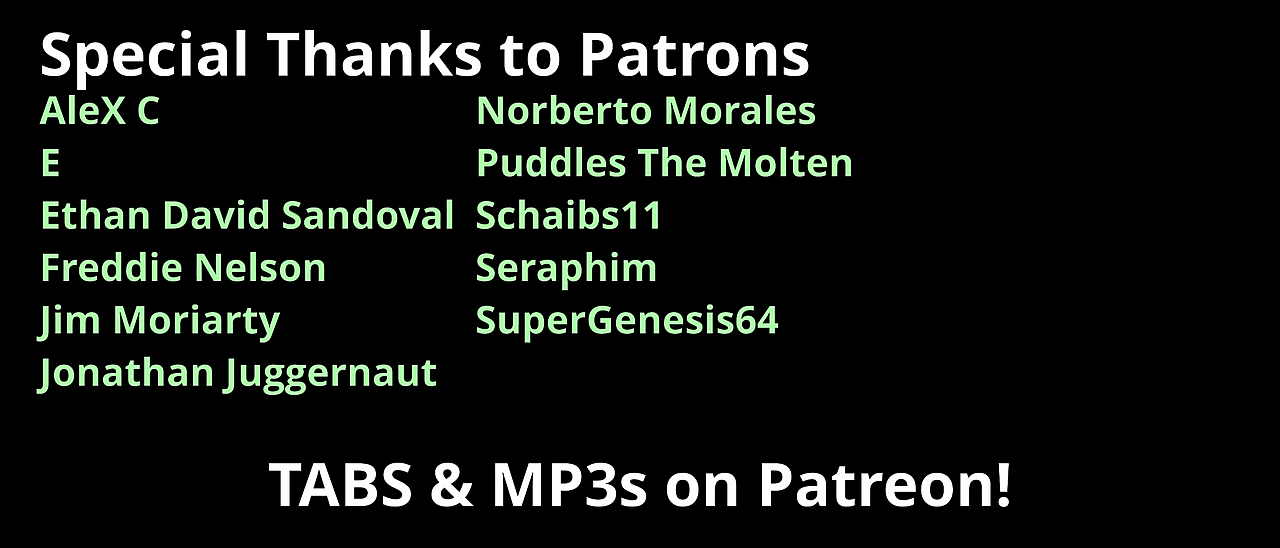 Special Thanks to Patrons
AleX C
E
Ethan David Sandoval
Freddie Nelson
Jim Moriarty
Jonathan Juggernaut
Norberto Morales
Puddles The Molten
Schaibs11
Seraphim
SuperGenesis64
TABS & MP3s on Patreon!